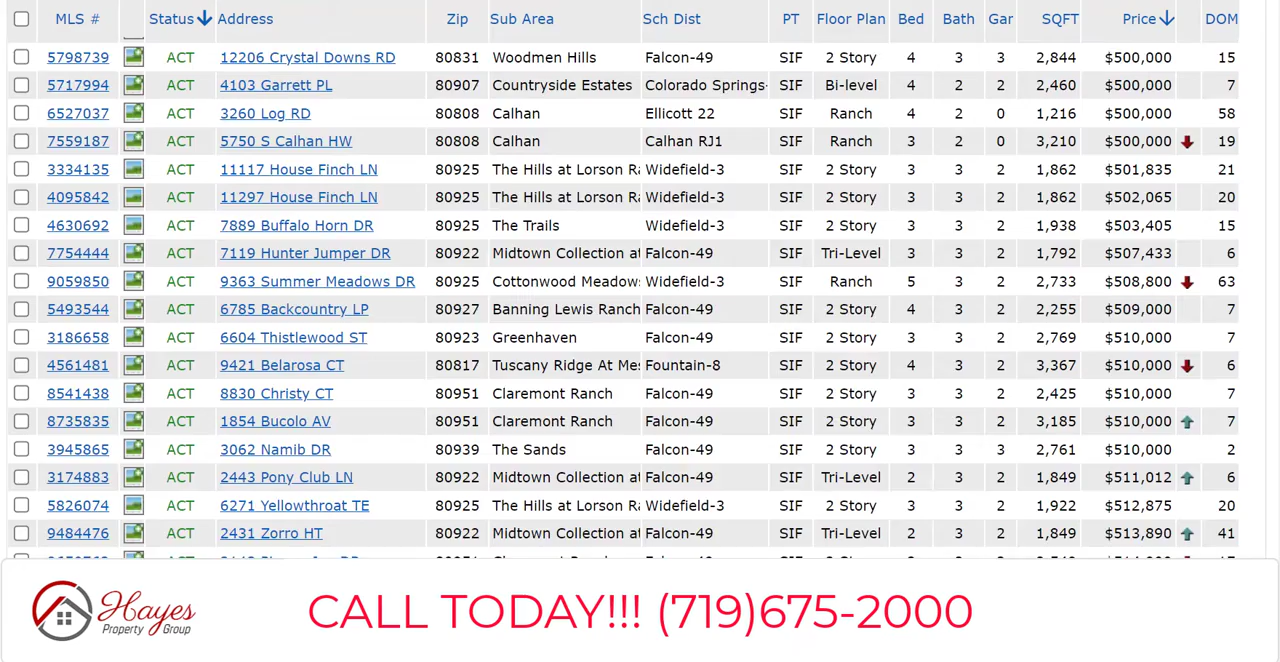 MLS # Status Address Zip Sub Area Sch Dist PT Floor Plan Bed Bath Gar SQFT Price DOM
5798739 ACT 12206 Crystal Downs RD 80831 Woodmen Hills Falcon-49 SIF 2 Story 4 3 3 2,844 $500,000 15
5717994 ACT 4103 Garrett PL 80907 Countryside Estates Colorado Springs- SIF Bi-level 4 2 2 2,460 $500,000 7
6527037 ACT 3260 Log RD 80808 Calhan Ellicott 22 SIF Ranch 4 2 0 1,216 $500,000 58
7559187 ACT 5750 S Calhan HW 80808 Calhan Calhan RJ1 SIF Ranch 3 2 0 3,210 $500,000 19
3334135 ACT 11117 House Finch LN 80925 The Hills at Lorson Ra Widefield-3 SIF 2 Story 3 3 2 1,862 $501,835 21
4095842 ACT 11297 House Finch LN 80925 The Hills at Lorson Ra Widefield-3 SIF 2 Story 3 3 2 1,862 $502,065 20
4630692 ACT 7889 Buffalo Horn DR 80925 The Trails Widefield-3 SIF 2 Story 3 3 2 1,938 $503,405 15
7754444 ACT 7119 Hunter Jumper DR 80922 Midtown Collection at Falcon-49 SIF Tri-Level 3 3 2 1,792 $507,433 6
9059850 ACT 9363 Summer Meadows DR 80925 Cottonwood Meadows Widefield-3 SIF Ranch 5 3 2 2,733 $508,800 63
5493544 ACT 6785 Backcountry LP 80927 Banning Lewis Ranch Falcon-49 SIF 2 Story 4 3 2 2,255 $509,000 7
3186658 ACT 6604 Thistlewood ST 80923 Greenhaven Falcon-49 SIF 2 Story 3 3 2 2,769 $510,000 7
4561481 ACT 9421 Belarosa CT 80817 Tuscany Ridge At Mes Fountain-8 SIF 2 Story 4 3 2 3,367 $510,000 6
8541438 ACT 8830 Christy CT 80951 Claremont Ranch Falcon-49 SIF 2 Story 3 3 2 2,425 $510,000 7
8735835 ACT 1854 Bucolo AV 80951 Claremont Ranch Falcon-49 SIF 2 Story 3 3 2 3,185 $510,000 7
3945865 ACT 3062 Namib DR 80939 The Sands Falcon-49 SIF 2 Story 3 3 3 2,761 $510,000 2
3174883 ACT 2443 Pony Club LN 80922 Midtown Collection at Falcon-49 SIF Tri-Level 2 3 2 1,849 $511,012 6
5826074 ACT 6271 Yellowthroat TE 80925 The Hills at Lorson Ra Widefield-3 SIF 2 Story 3 3 2 1,922 $512,875 20
9484476 ACT 2431 Zorro HT 80922 Midtown Collection at Falcon-49 SIF Tri-Level 2 3 2 1,849 $513,890 41
Hayes
Property Group
CALL TODAY!!! (719)675-2000